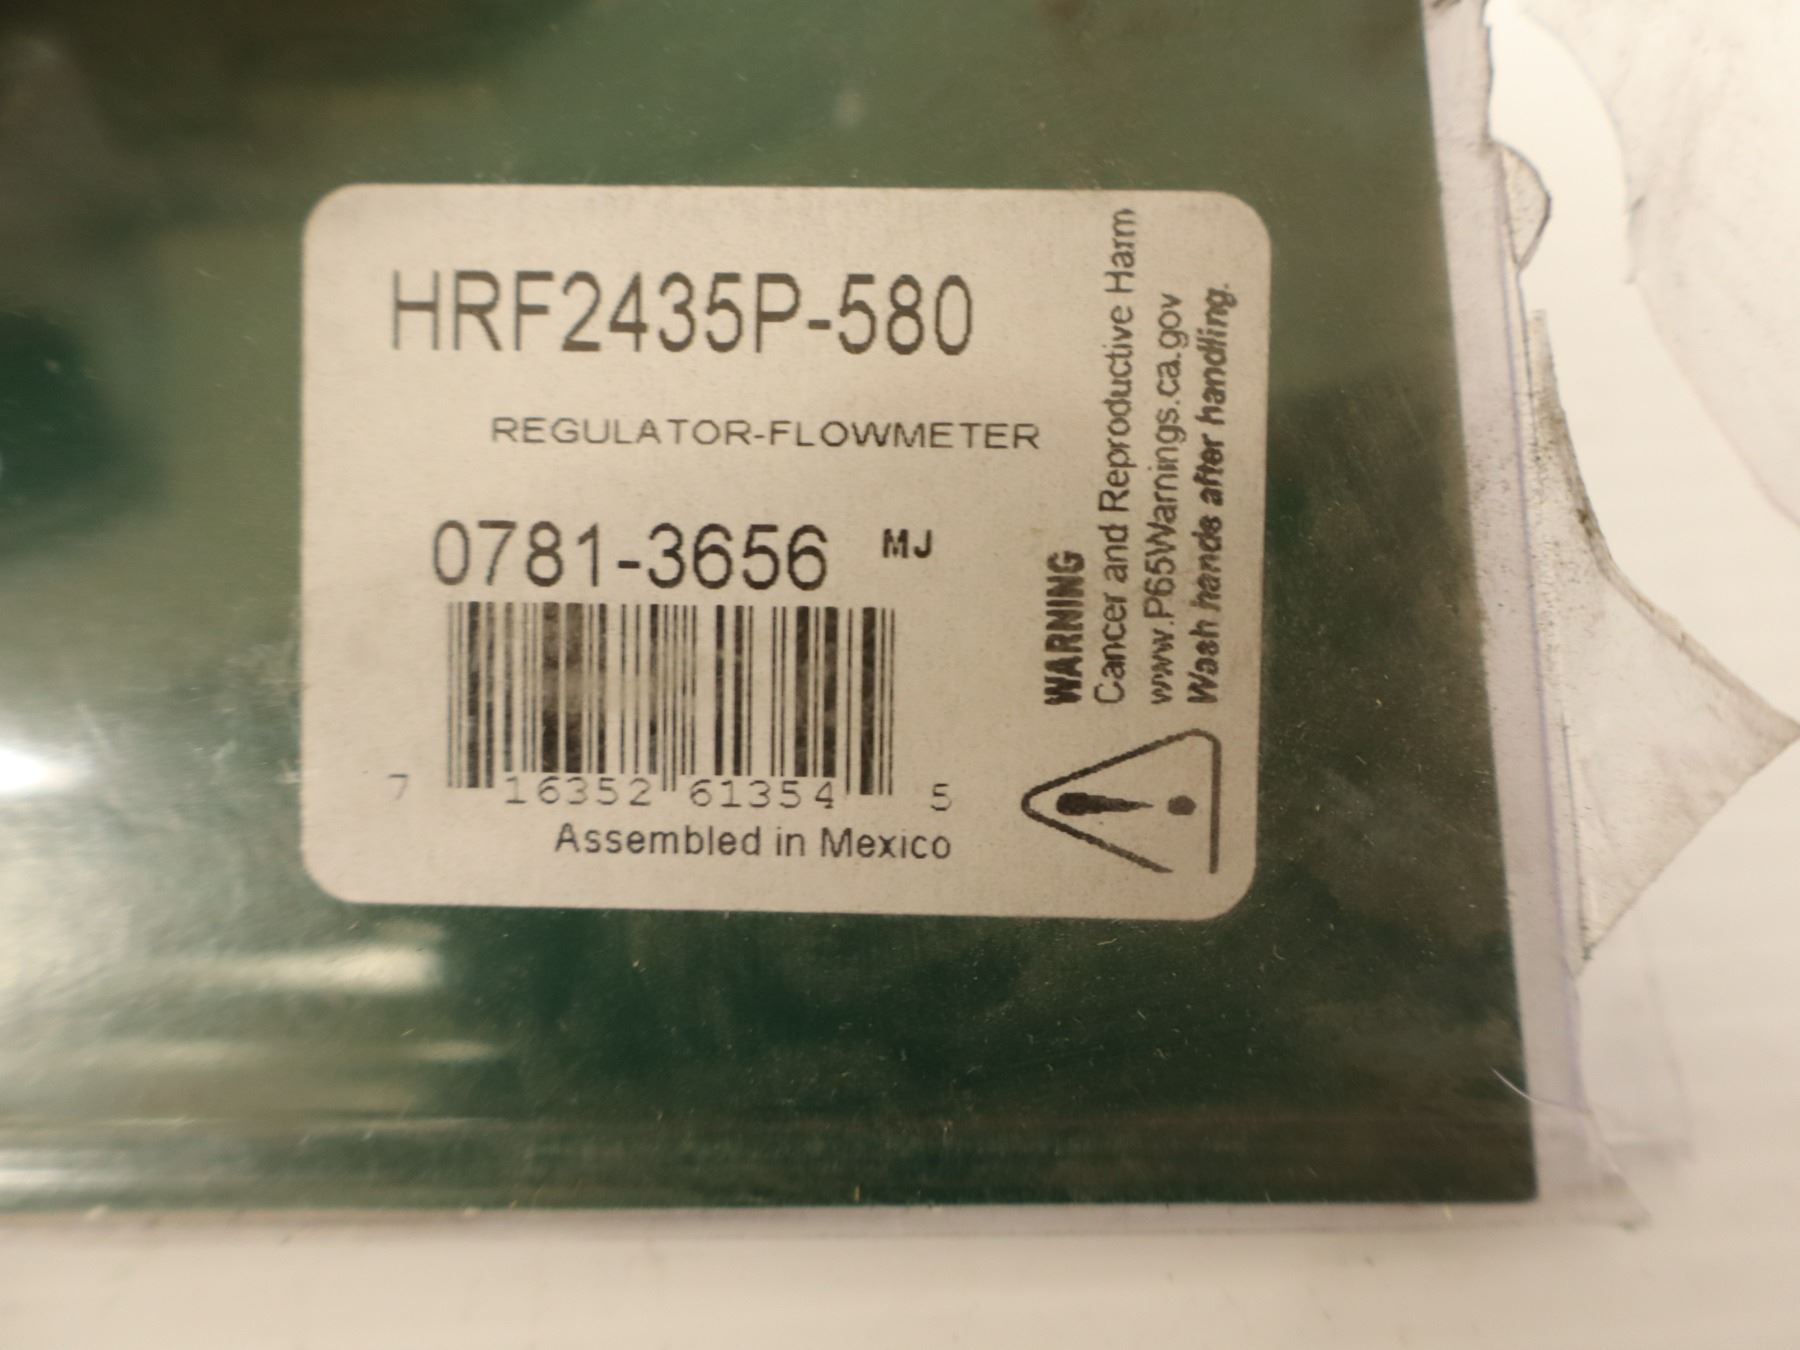 HRF2435P-580
REGULATOR-FLOWMETER
0781-3656 MJ
7 16352 61354 5
Assembled in Mexico
WARNING
Cancer and Reproductive Harm
www.P65Warnings.ca.gov
Wash hands after handling.